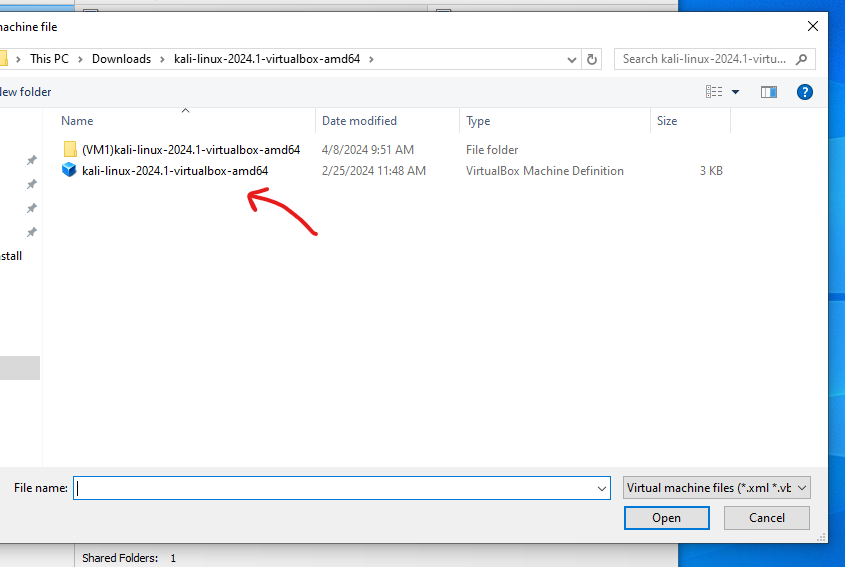 nachine file
This PC > Downloads > kali-linux-2024.1-virtualbox-amd64 >
Search kali-linux-2024.1-virtu...
ew folder
Name Date modified Type Size
(VM1)kali-linux-2024.1-virtualbox-amd64 4/8/2024 9:51 AM File folder
kali-linux-2024.1-virtualbox-amd64 2/25/2024 11:48 AM VirtualBox Machine Definition 3 KB
stall
File name: Virtual machine files (*.xml *.vb
Open Cancel
Shared Folders: 1